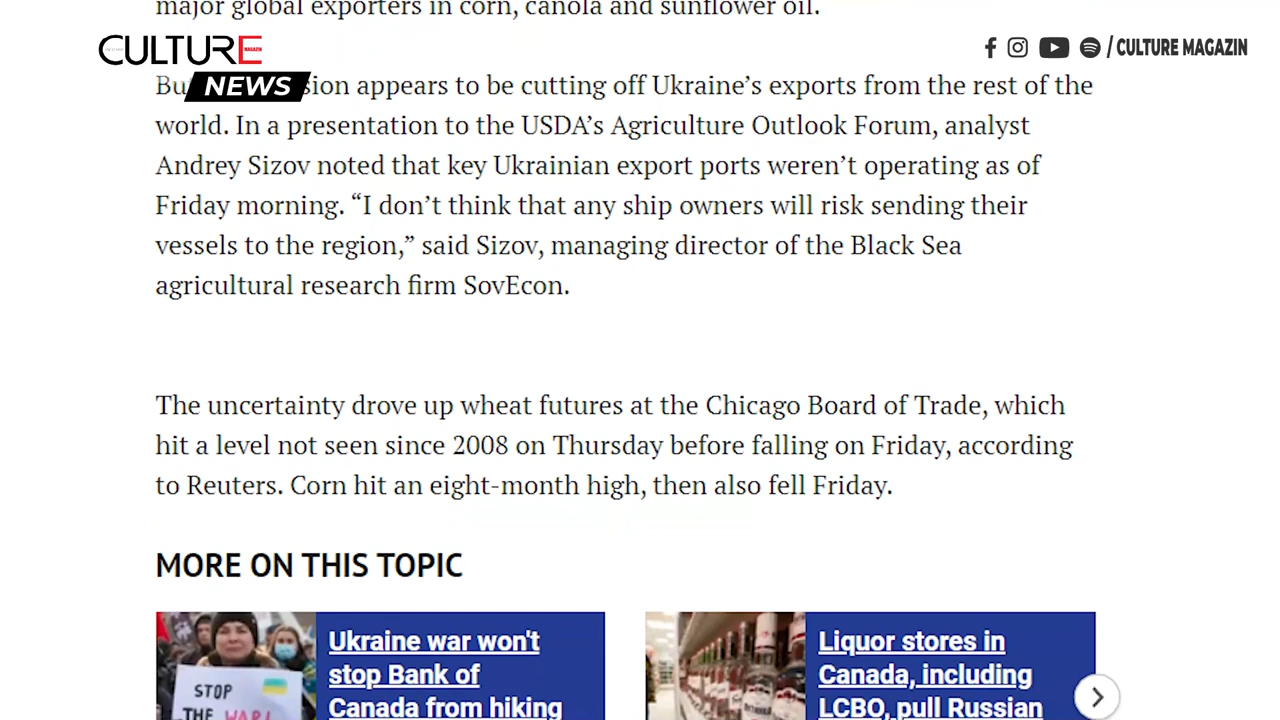 major global exporters in corn, canola and sunflower oil.
CULTURE
MAGAZIN
/ CULTURE MAGAZIN
NEWS
sion appears to be cutting off Ukraine’s exports from the rest of the
world. In a presentation to the USDA’s Agriculture Outlook Forum, analyst
Andrey Sizov noted that key Ukrainian export ports weren’t operating as of
Friday morning. “I don’t think that any ship owners will risk sending their
vessels to the region,” said Sizov, managing director of the Black Sea
agricultural research firm SovEcon.
The uncertainty drove up wheat futures at the Chicago Board of Trade, which
hit a level not seen since 2008 on Thursday before falling on Friday, according
to Reuters. Corn hit an eight-month high, then also fell Friday.
MORE ON THIS TOPIC
Ukraine war won't
stop Bank of
Canada from hiking
STOP
THE WAR!
Liquor stores in
Canada, including
LCBO, pull Russian